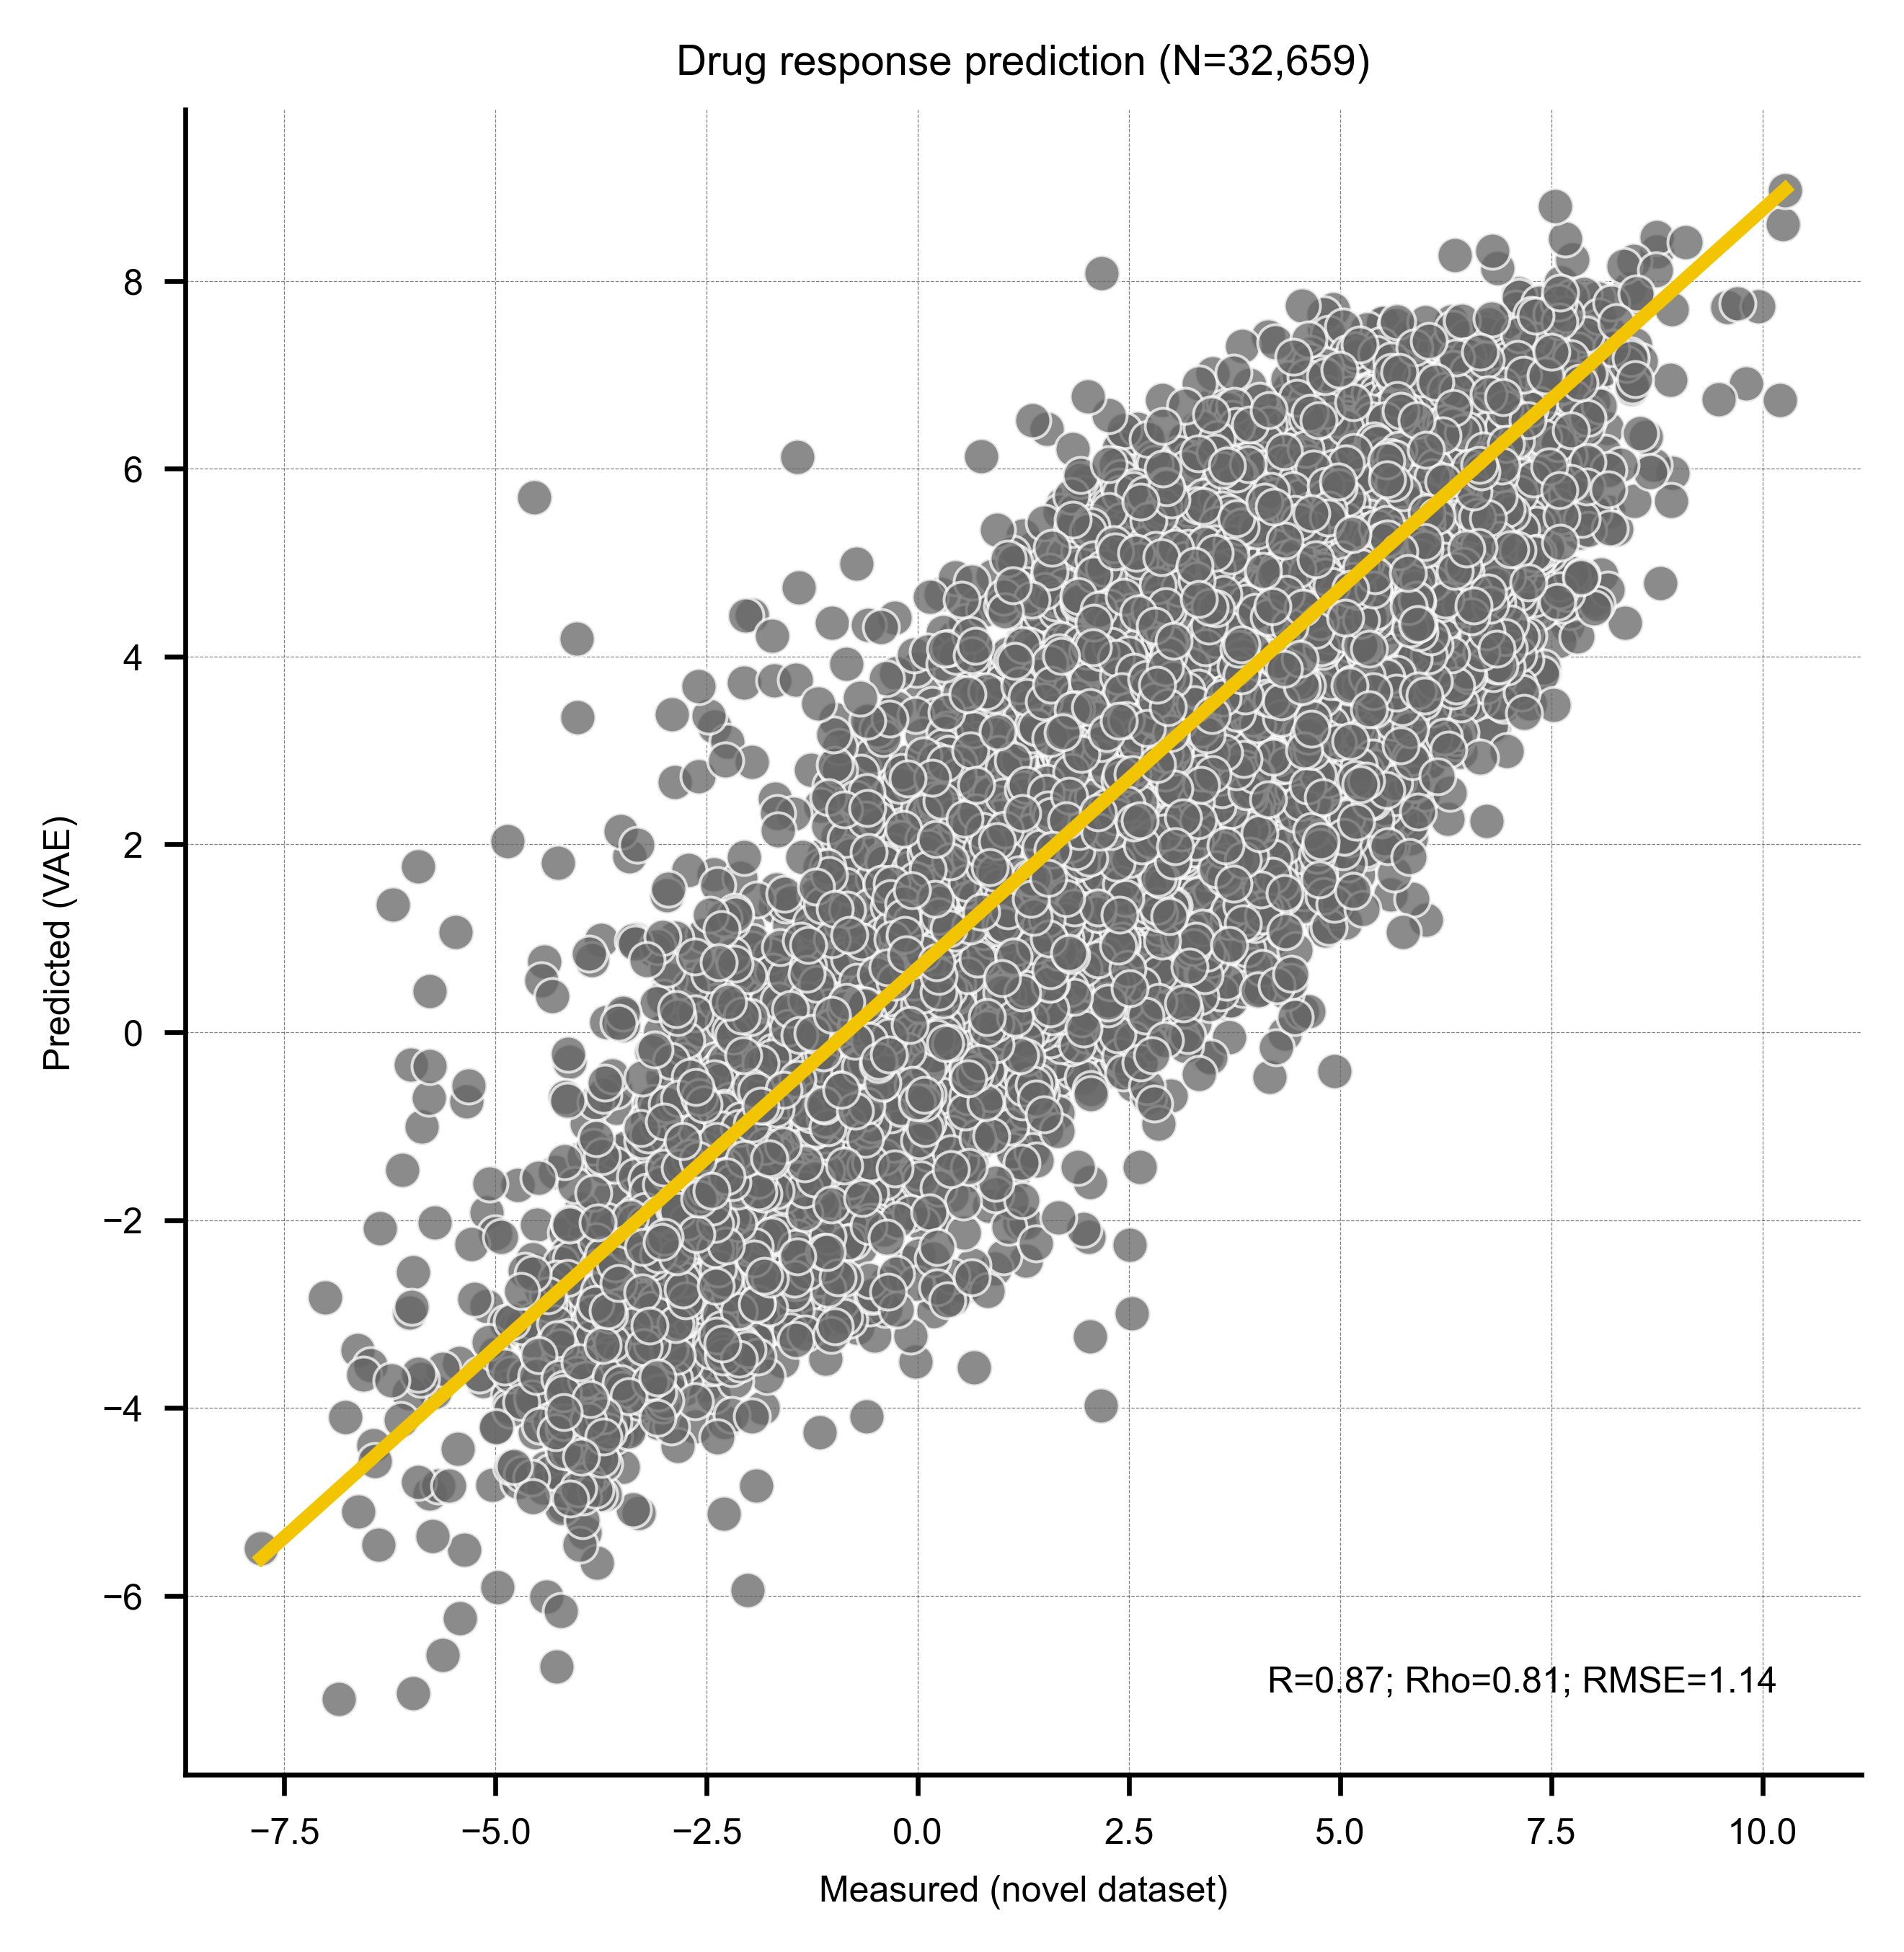 Drug response prediction (N=32,659)
Predicted (VAE)
8
6
4
2
0
−2
−4
−6
R=0.87; Rho=0.81; RMSE=1.14
−7.5 −5.0 −2.5 0.0 2.5 5.0 7.5 10.0
Measured (novel dataset)